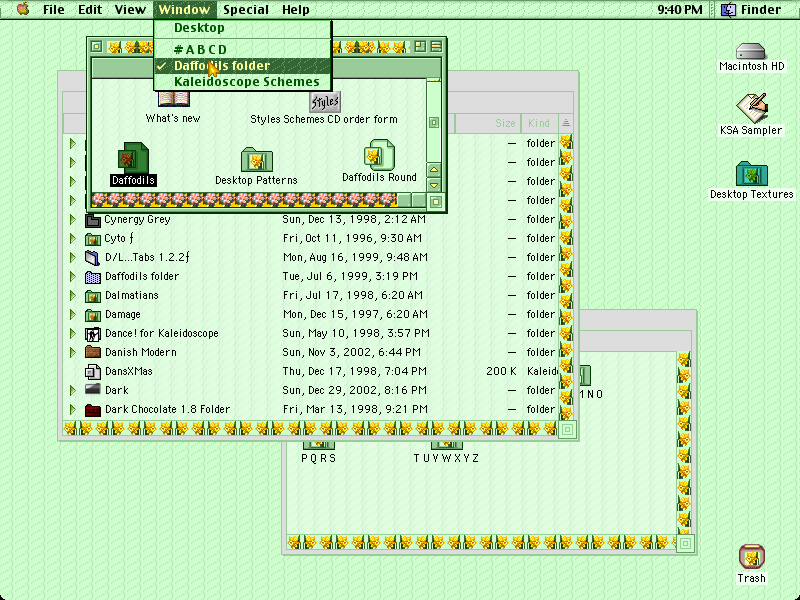 File Edit View Window Special Help 9:40 PM Finder
Desktop
# A B C D
✓ Daffodils folder
Kaleidoscope Schemes
What's new
Styles
Styles Schemes CD order form
Daffodils
Desktop Patterns
Daffodils Round
Macintosh HD
KSA Sampler
Desktop Textures
Size Kind
— folder
— folder
— folder
— folder
Cynergy Grey Sun, Dec 13, 1998, 2:12 AM — folder
Cyto ƒ Fri, Oct 11, 1996, 9:30 AM — folder
D/L...Tabs 1.2.2ƒ Mon, Aug 16, 1999, 9:48 AM — folder
Daffodils folder Tue, Jul 6, 1999, 3:19 PM — folder
Dalmatians Fri, Jul 17, 1998, 6:20 AM — folder
Damage Mon, Dec 15, 1997, 6:20 AM — folder
Dance! for Kaleidoscope Sun, May 10, 1998, 3:57 PM — folder
Danish Modern Sun, Nov 3, 2002, 6:44 PM — folder
DansXMas Thu, Dec 17, 1998, 7:04 PM 200 K Kaleid
Dark Sun, Dec 29, 2002, 8:16 PM — folder
Dark Chocolate 1.8 Folder Fri, Mar 13, 1998, 9:21 PM — folder
N O
P Q R S
T U V W X Y Z
Trash